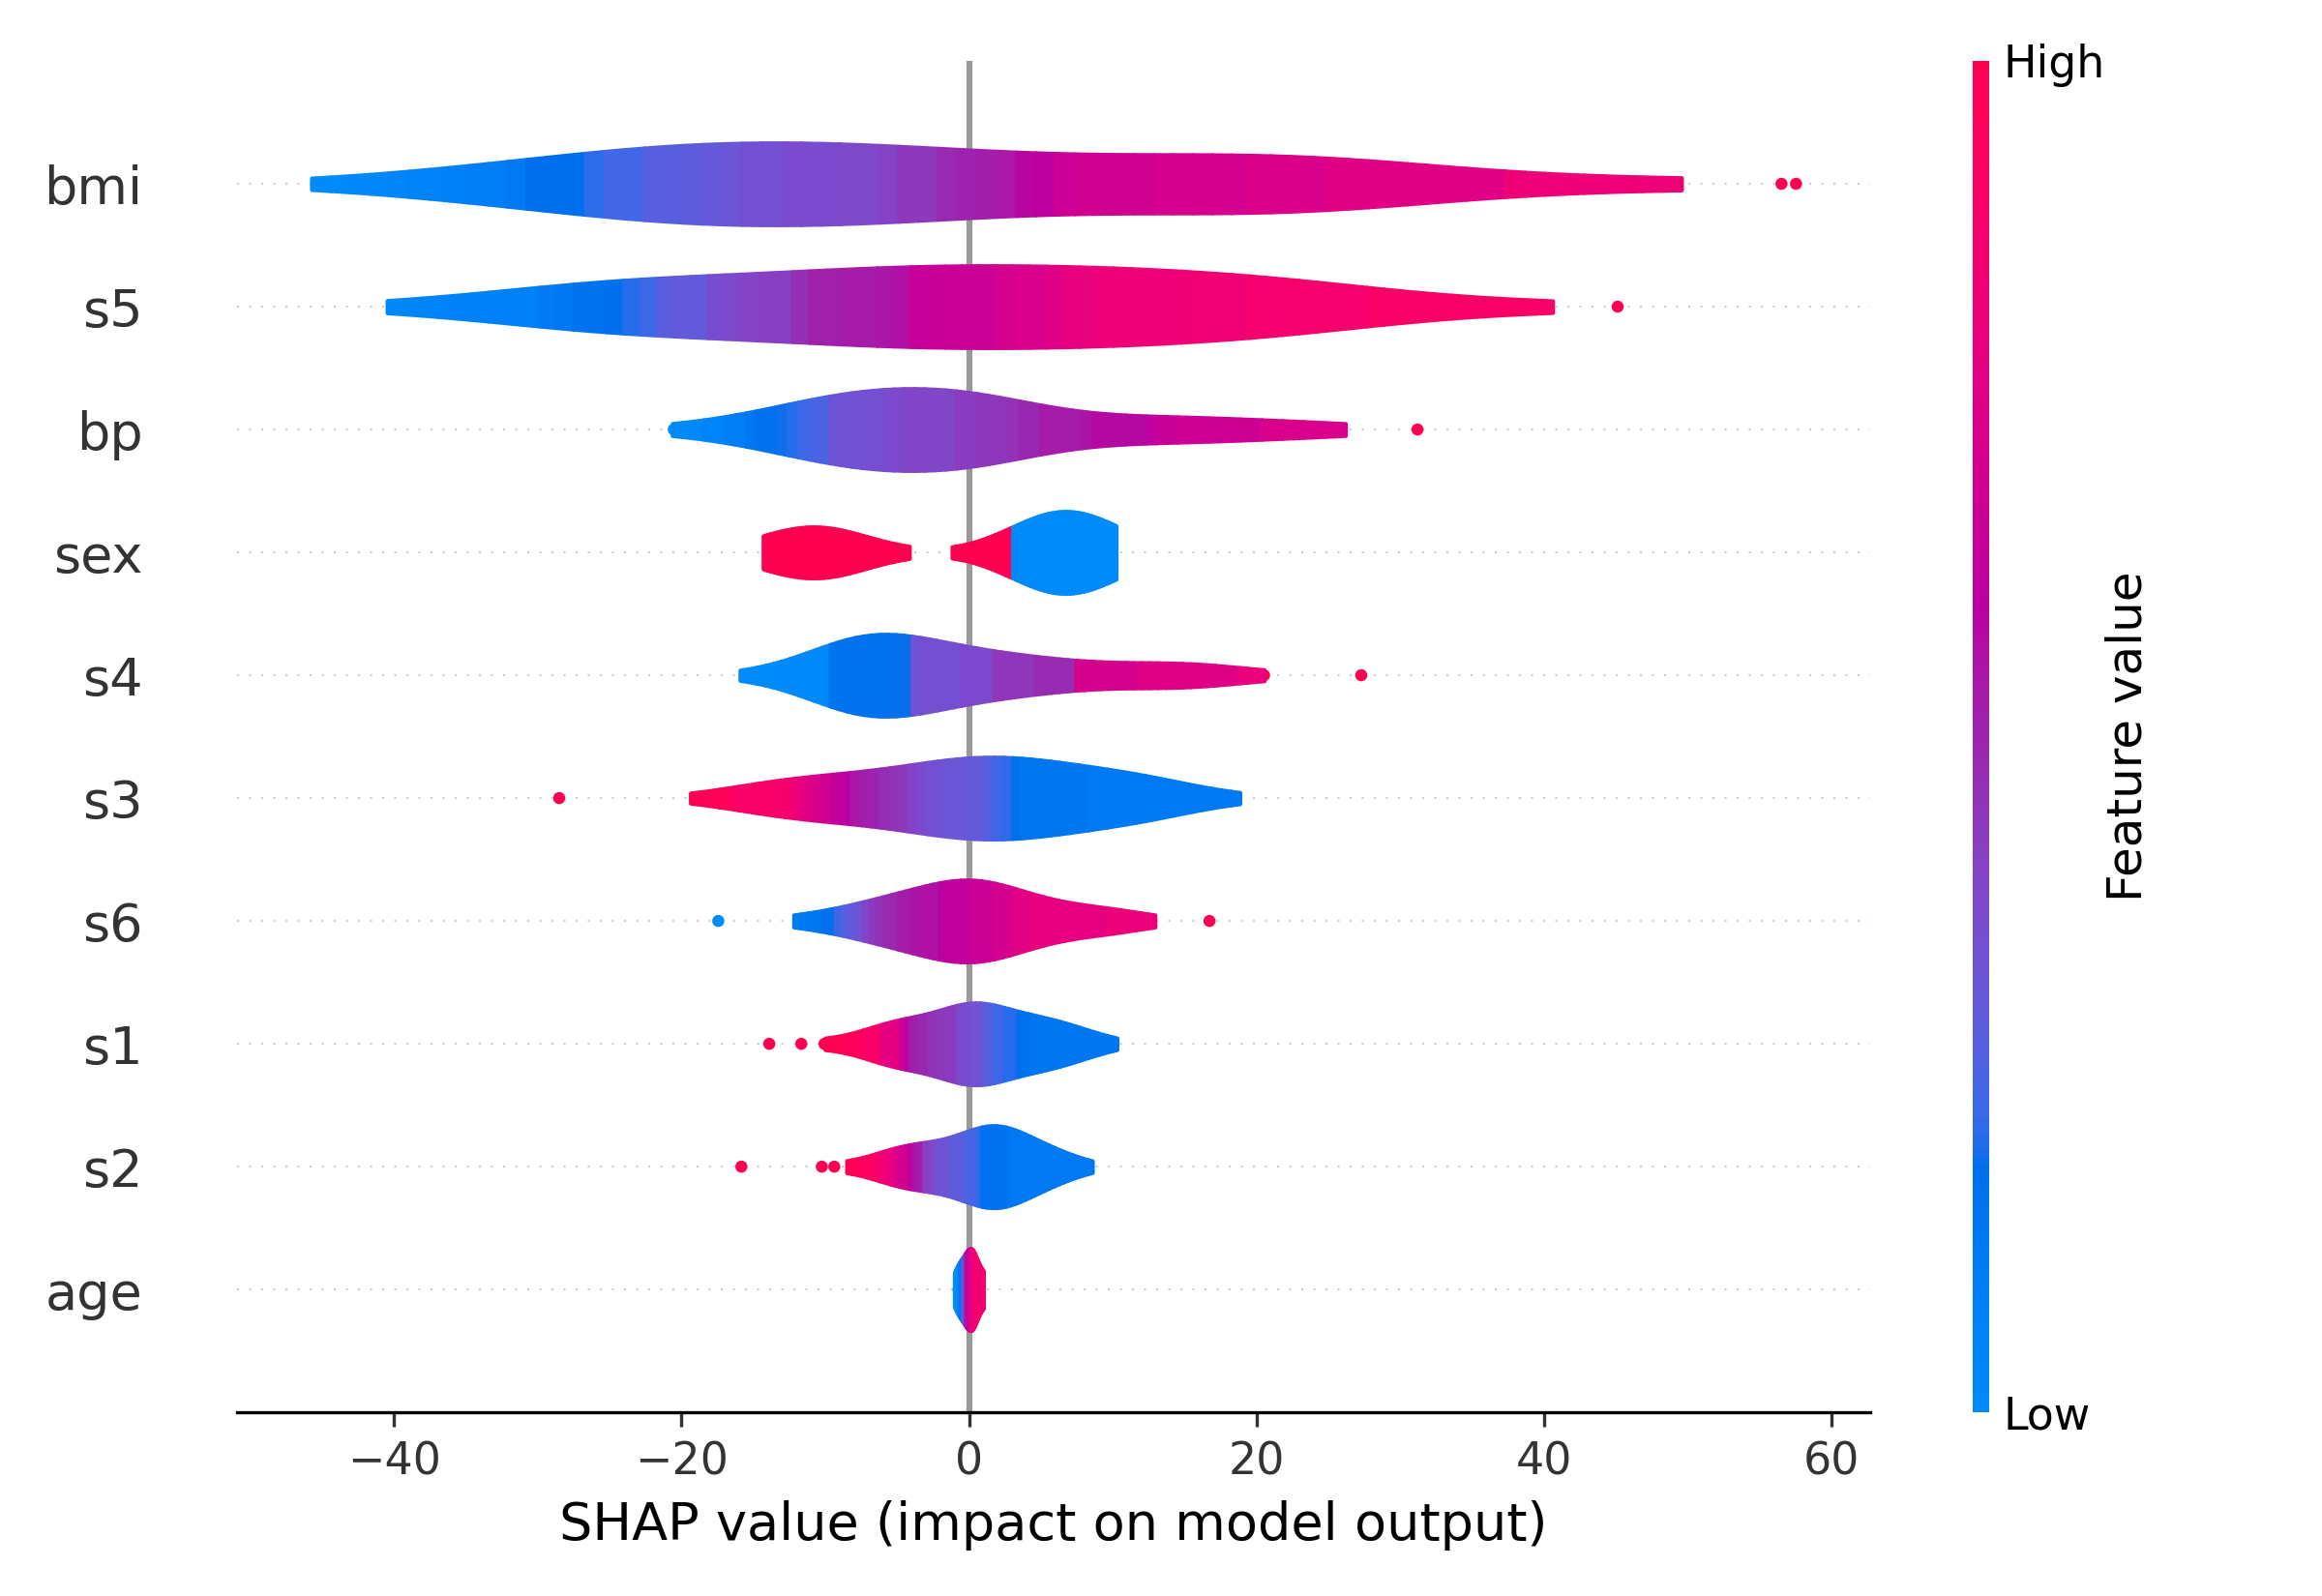 High
bmi
s5
bp
sex
s4
s3
s6
s1
s2
age
Feature value
Low
−40 −20 0 20 40 60
SHAP value (impact on model output)